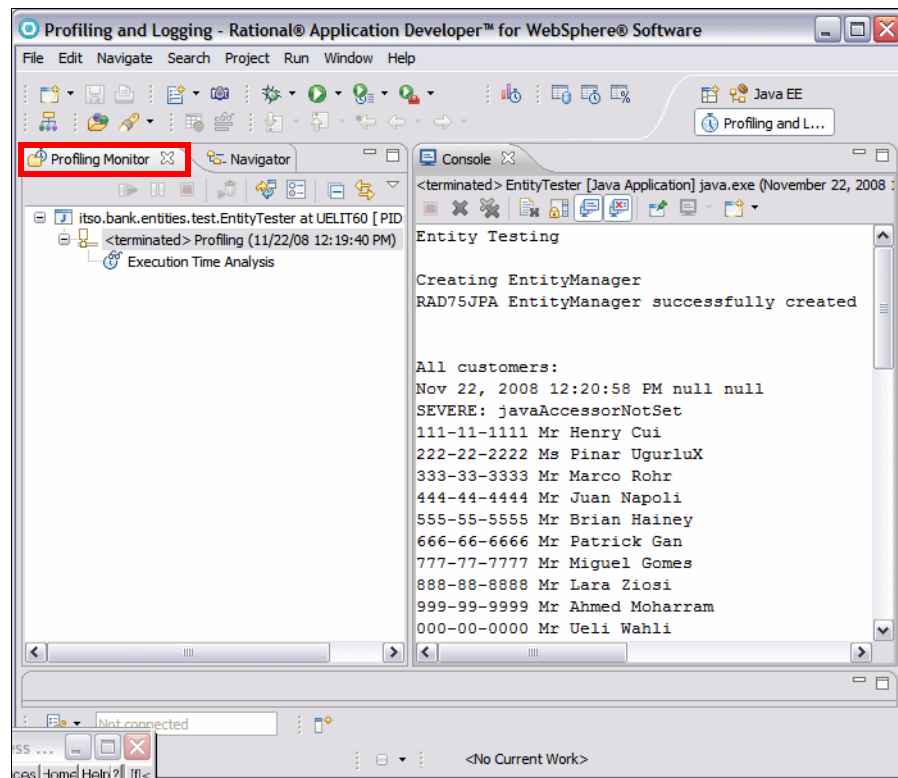 Profiling and Logging - Rational® Application Developer™ for WebSphere® Software
File Edit Navigate Search Project Run Window Help
Java EE
Profiling and L...
Profiling Monitor
Navigator
itso.bank.entities.test.EntityTester at UELIT60 [ PID:
<terminated> Profiling (11/22/08 12:19:40 PM)
Execution Time Analysis
Console
<terminated> EntityTester [Java Application] java.exe (November 22, 2008
Entity Testing
Creating EntityManager
RAD75JPA EntityManager successfully created
All customers:
Nov 22, 2008 12:20:58 PM null null
SEVERE: javaAccessorNotSet
111-11-1111 Mr Henry Cui
222-22-2222 Ms Pinar UgurluX
333-33-3333 Mr Marco Rohr
444-44-4444 Mr Juan Napoli
555-55-5555 Mr Brian Hainey
666-66-6666 Mr Patrick Gan
777-77-7777 Mr Miguel Gomes
888-88-8888 Mr Lara Ziosi
999-99-9999 Mr Ahmed Moharram
000-00-0000 Mr Ueli Wahli
Not connected
ss ...
<No Current Work>
ces Home Help?